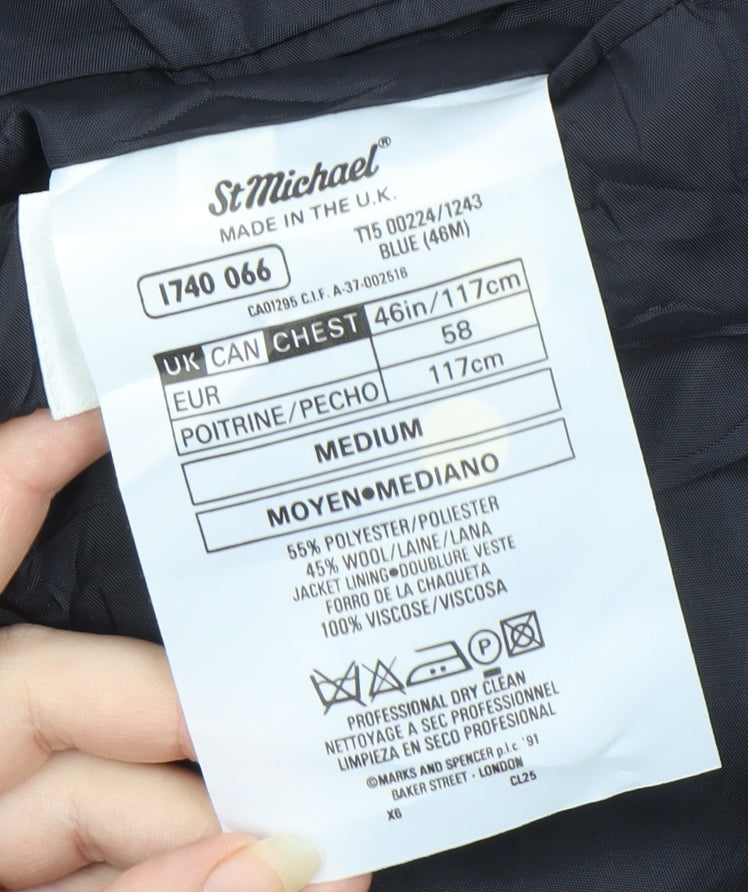 St Michael®
MADE IN THE U.K.
T15 00224/1243
BLUE (46M)
1740 066
CA01295 C.I.F. A-37-002516
UK CAN CHEST 46in/117cm
EUR 58
POITRINE/PECHO 117cm
MEDIUM
MOYEN●MEDIANO
55% POLYESTER/POLIESTER
45% WOOL/LAINE/LANA
JACKET LINING●DOUBLURE VESTE
FORRO DE LA CHAQUETA
100% VISCOSE/VISCOSA
P
PROFESSIONAL DRY CLEAN
NETTOYAGE A SEC PROFESSIONNEL
LIMPIEZA EN SECO PROFESIONAL
©MARKS AND SPENCER p.l.c. '91
BAKER STREET - LONDON
X6 CL25